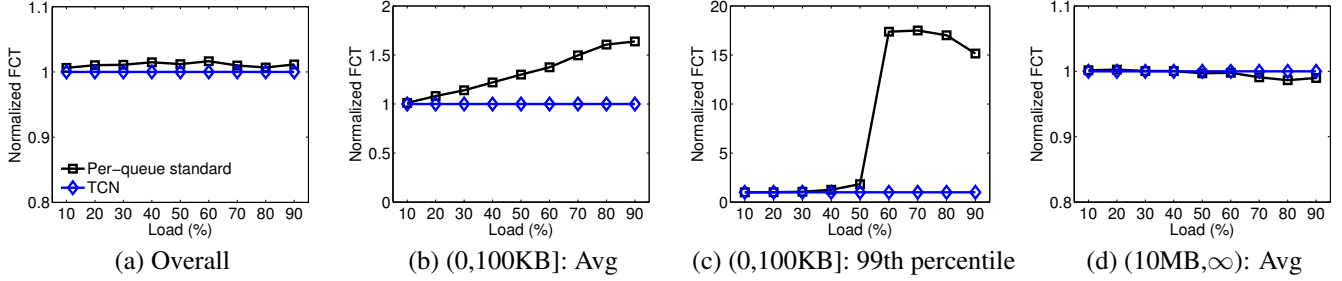 1.1
1
0.9
0.8
Normalized FCT
Per-queue standard
TCN
10 20 30 40 50 60 70 80 90
Load (%)
(a) Overall
2
1.5
1
0.5
0
Normalized FCT
10 20 30 40 50 60 70 80 90
Load (%)
(b) (0,100KB]: Avg
20
15
10
5
0
Normalized FCT
10 20 30 40 50 60 70 80 90
Load (%)
(c) (0,100KB]: 99th percentile
1.1
1
0.9
0.8
Normalized FCT
10 20 30 40 50 60 70 80 90
Load (%)
(d) (10MB,∞): Avg